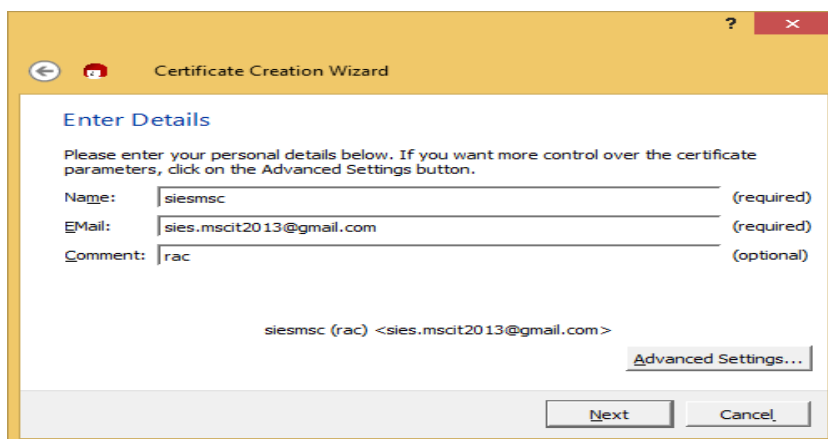 ?
Certificate Creation Wizard
Enter Details
Please enter your personal details below. If you want more control over the certificate
parameters, click on the Advanced Settings button.
Name: siesmsc (required)
EMail: sies.mscit2013@gmail.com (required)
Comment: rac (optional)
siesmsc (rac) <sies.mscit2013@gmail.com>
Advanced Settings...
Next Cancel